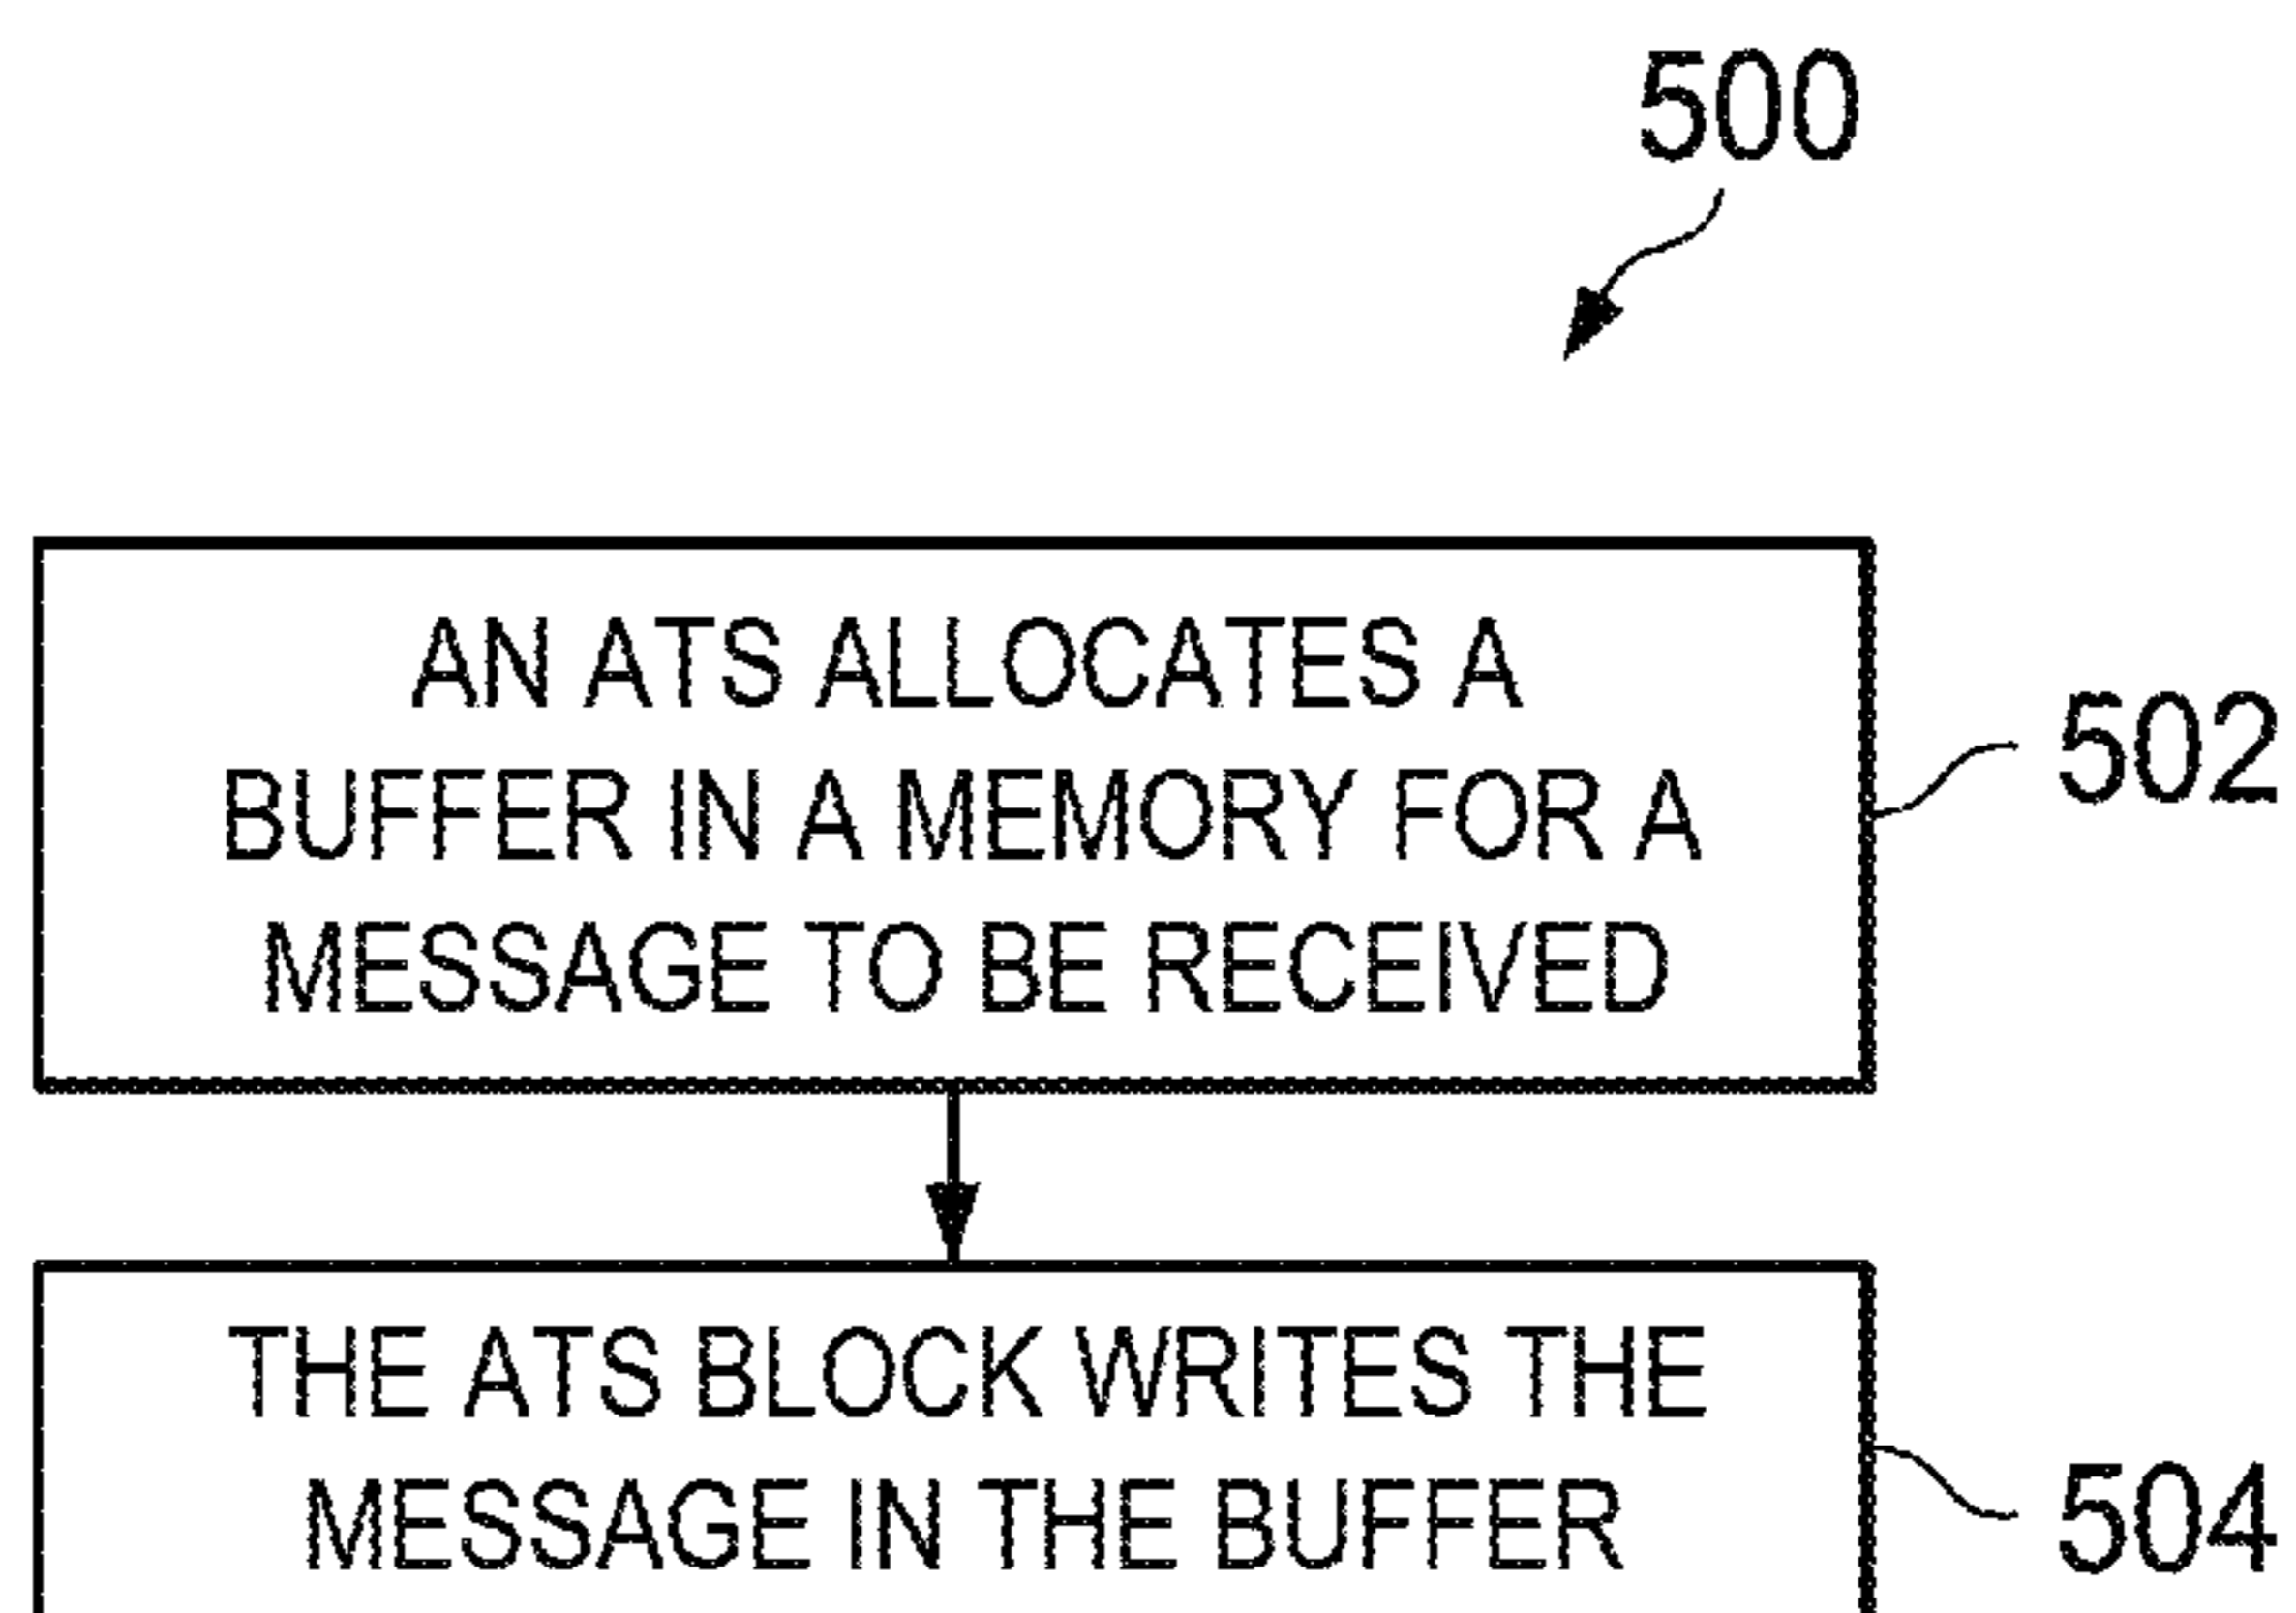 500
AN ATS ALLOCATES A
BUFFER IN A MEMORY FOR A
MESSAGE TO BE RECEIVED
502
THE ATS BLOCK WRITES THE
MESSAGE IN THE BUFFER
504